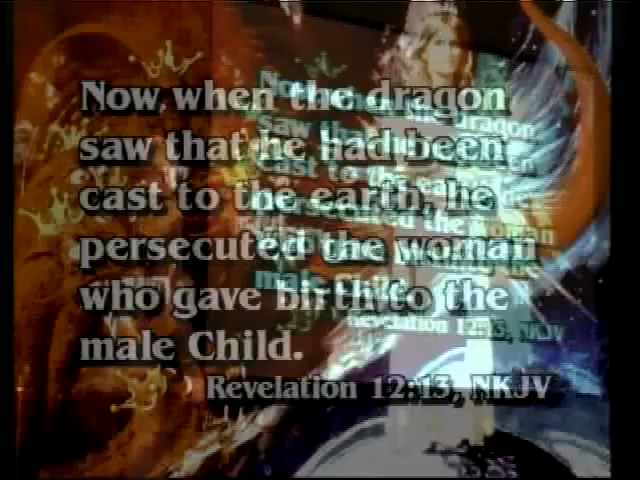 Now, when the dragon
saw that he had been
cast to the earth, he
persecuted the woman
who gave birth to the
male Child.
Revelation 12:13, NKJV